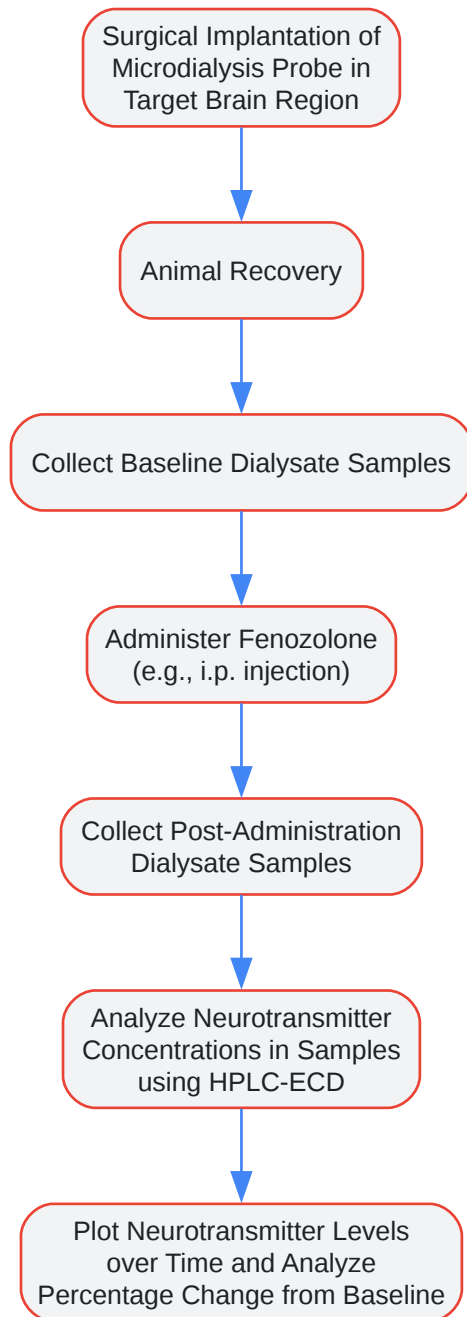 Surgical Implantation of
Microdialysis Probe in
Target Brain Region
Animal Recovery
Collect Baseline Dialysate Samples
Administer Fenozolone
(e.g., i.p. injection)
Collect Post-Administration
Dialysate Samples
Analyze Neurotransmitter
Concentrations in Samples
using HPLC-ECD
Plot Neurotransmitter Levels
over Time and Analyze
Percentage Change from Baseline